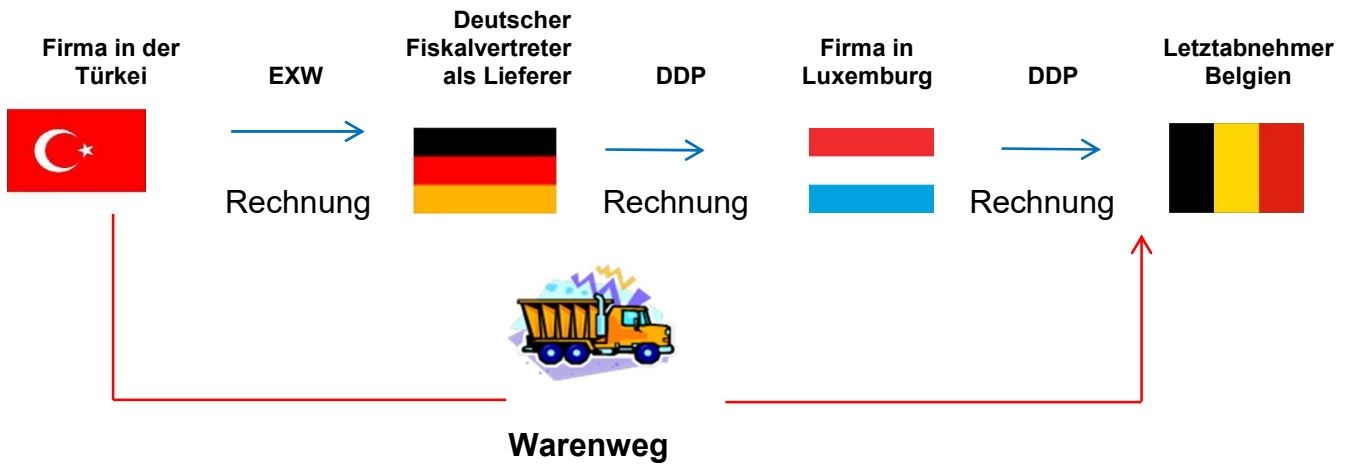 Firma in der
Türkei
EXW
Deutscher
Fiskalvertreter
als Lieferer
DDP
Firma in
Luxemburg
DDP
Letztabnehmer
Belgien
Rechnung
Rechnung
Rechnung
Warenweg